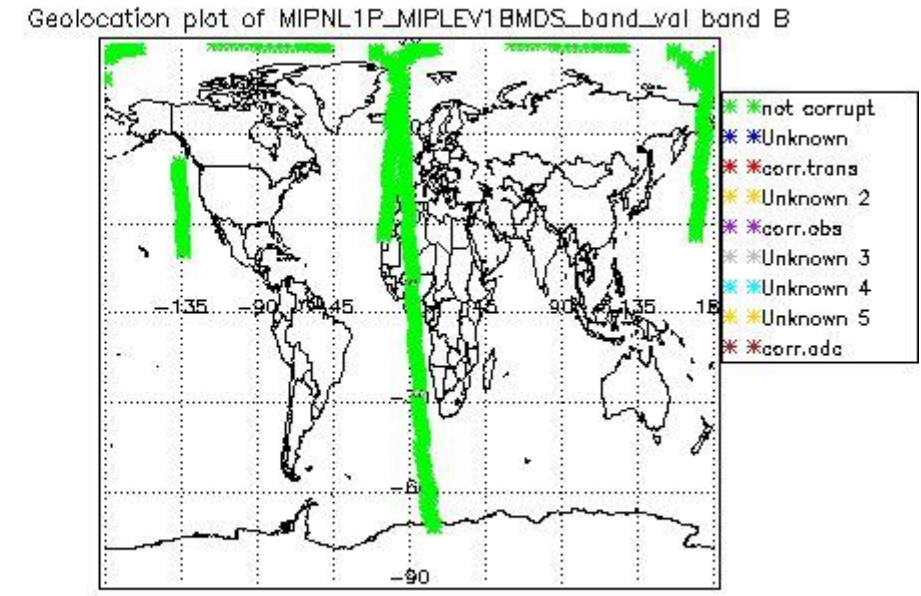 Geolocation plot of MIPNL1P_MIPLEV1BMDS_band_val band B
not corrupt
Unknown
corr.trans
Unknown 2
corr.obs
Unknown 3
Unknown 4
Unknown 5
corr.adc
-135 -90 45 90 135
-90